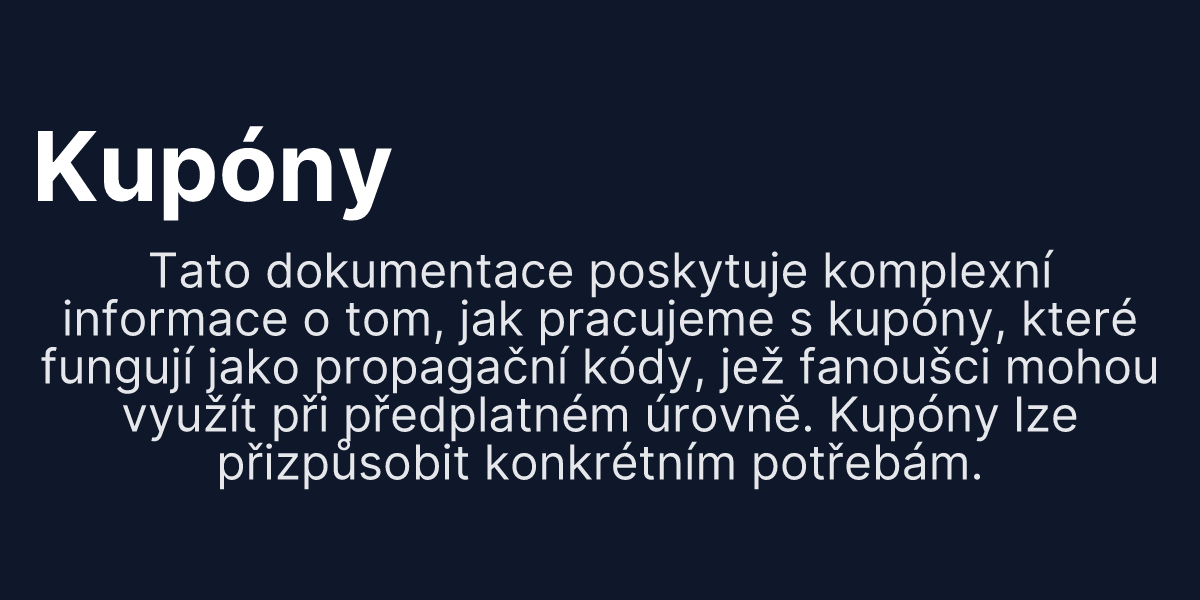 Kupóny
Tato dokumentace poskytuje komplexní
informace o tom, jak pracujeme s kupóny, které
fungují jako propagační kódy, jež fanoušci mohou
využít při předplatném úrovně. Kupóny lze
přizpůsobit konkrétním potřebám.